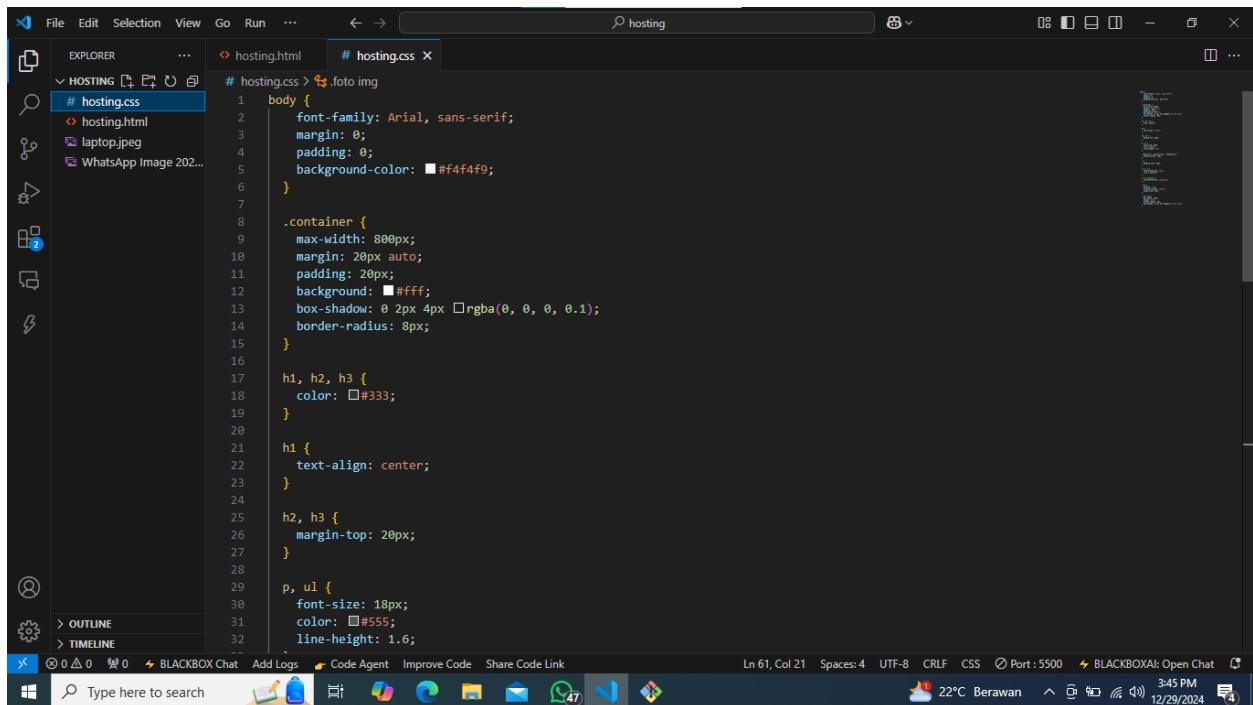 File Edit Selection View Go Run ··· hosting
EXPLORER ···
HOSTING
# hosting.css
<> hosting.html
laptop.jpeg
WhatsApp Image 202...
OUTLINE
TIMELINE
<> hosting.html # hosting.css
# hosting.css > .foto img
1 body {
2 font-family: Arial, sans-serif;
3 margin: 0;
4 padding: 0;
5 background-color: #f4f4f9;
6 }
7
8 .container {
9 max-width: 800px;
10 margin: 20px auto;
11 padding: 20px;
12 background: #fff;
13 box-shadow: 0 2px 4px rgba(0, 0, 0, 0.1);
14 border-radius: 8px;
15 }
16
17 h1, h2, h3 {
18 color: #333;
19 }
20
21 h1 {
22 text-align: center;
23 }
24
25 h2, h3 {
26 margin-top: 20px;
27 }
28
29 p, ul {
30 font-size: 18px;
31 color: #555;
32 line-height: 1.6;
2
0 0 0 BLACKBOX Chat Add Logs Code Agent Improve Code Share Code Link Ln 61, Col 21 Spaces: 4 UTF-8 CRLF CSS Port : 5500 BLACKBOXAI: Open Chat
Type here to search 47 22°C Berawan 3:45 PM
12/29/2024 4